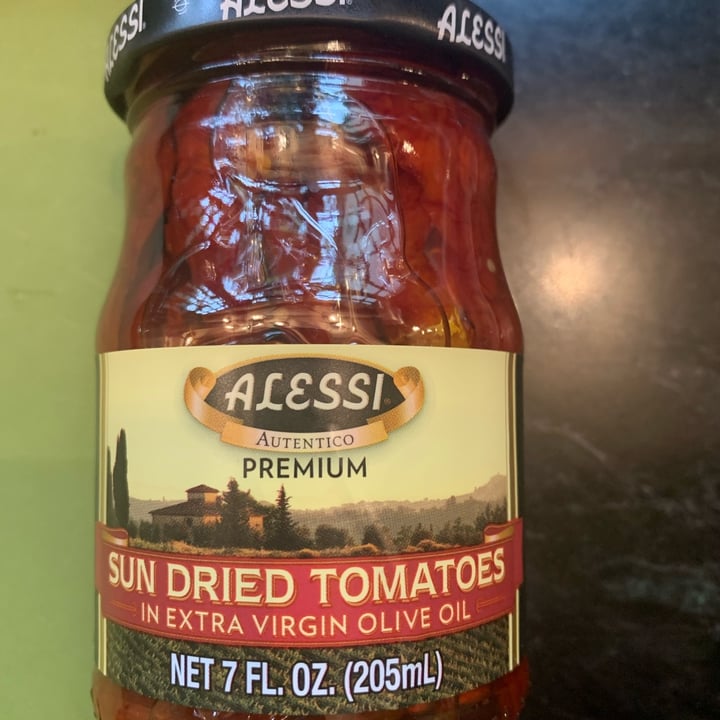 ALESSI ALESSI ALESSI
ALESSI
AUTENTICO
PREMIUM
SUN DRIED TOMATOES
IN EXTRA VIRGIN OLIVE OIL
NET 7 FL. OZ. (205mL)